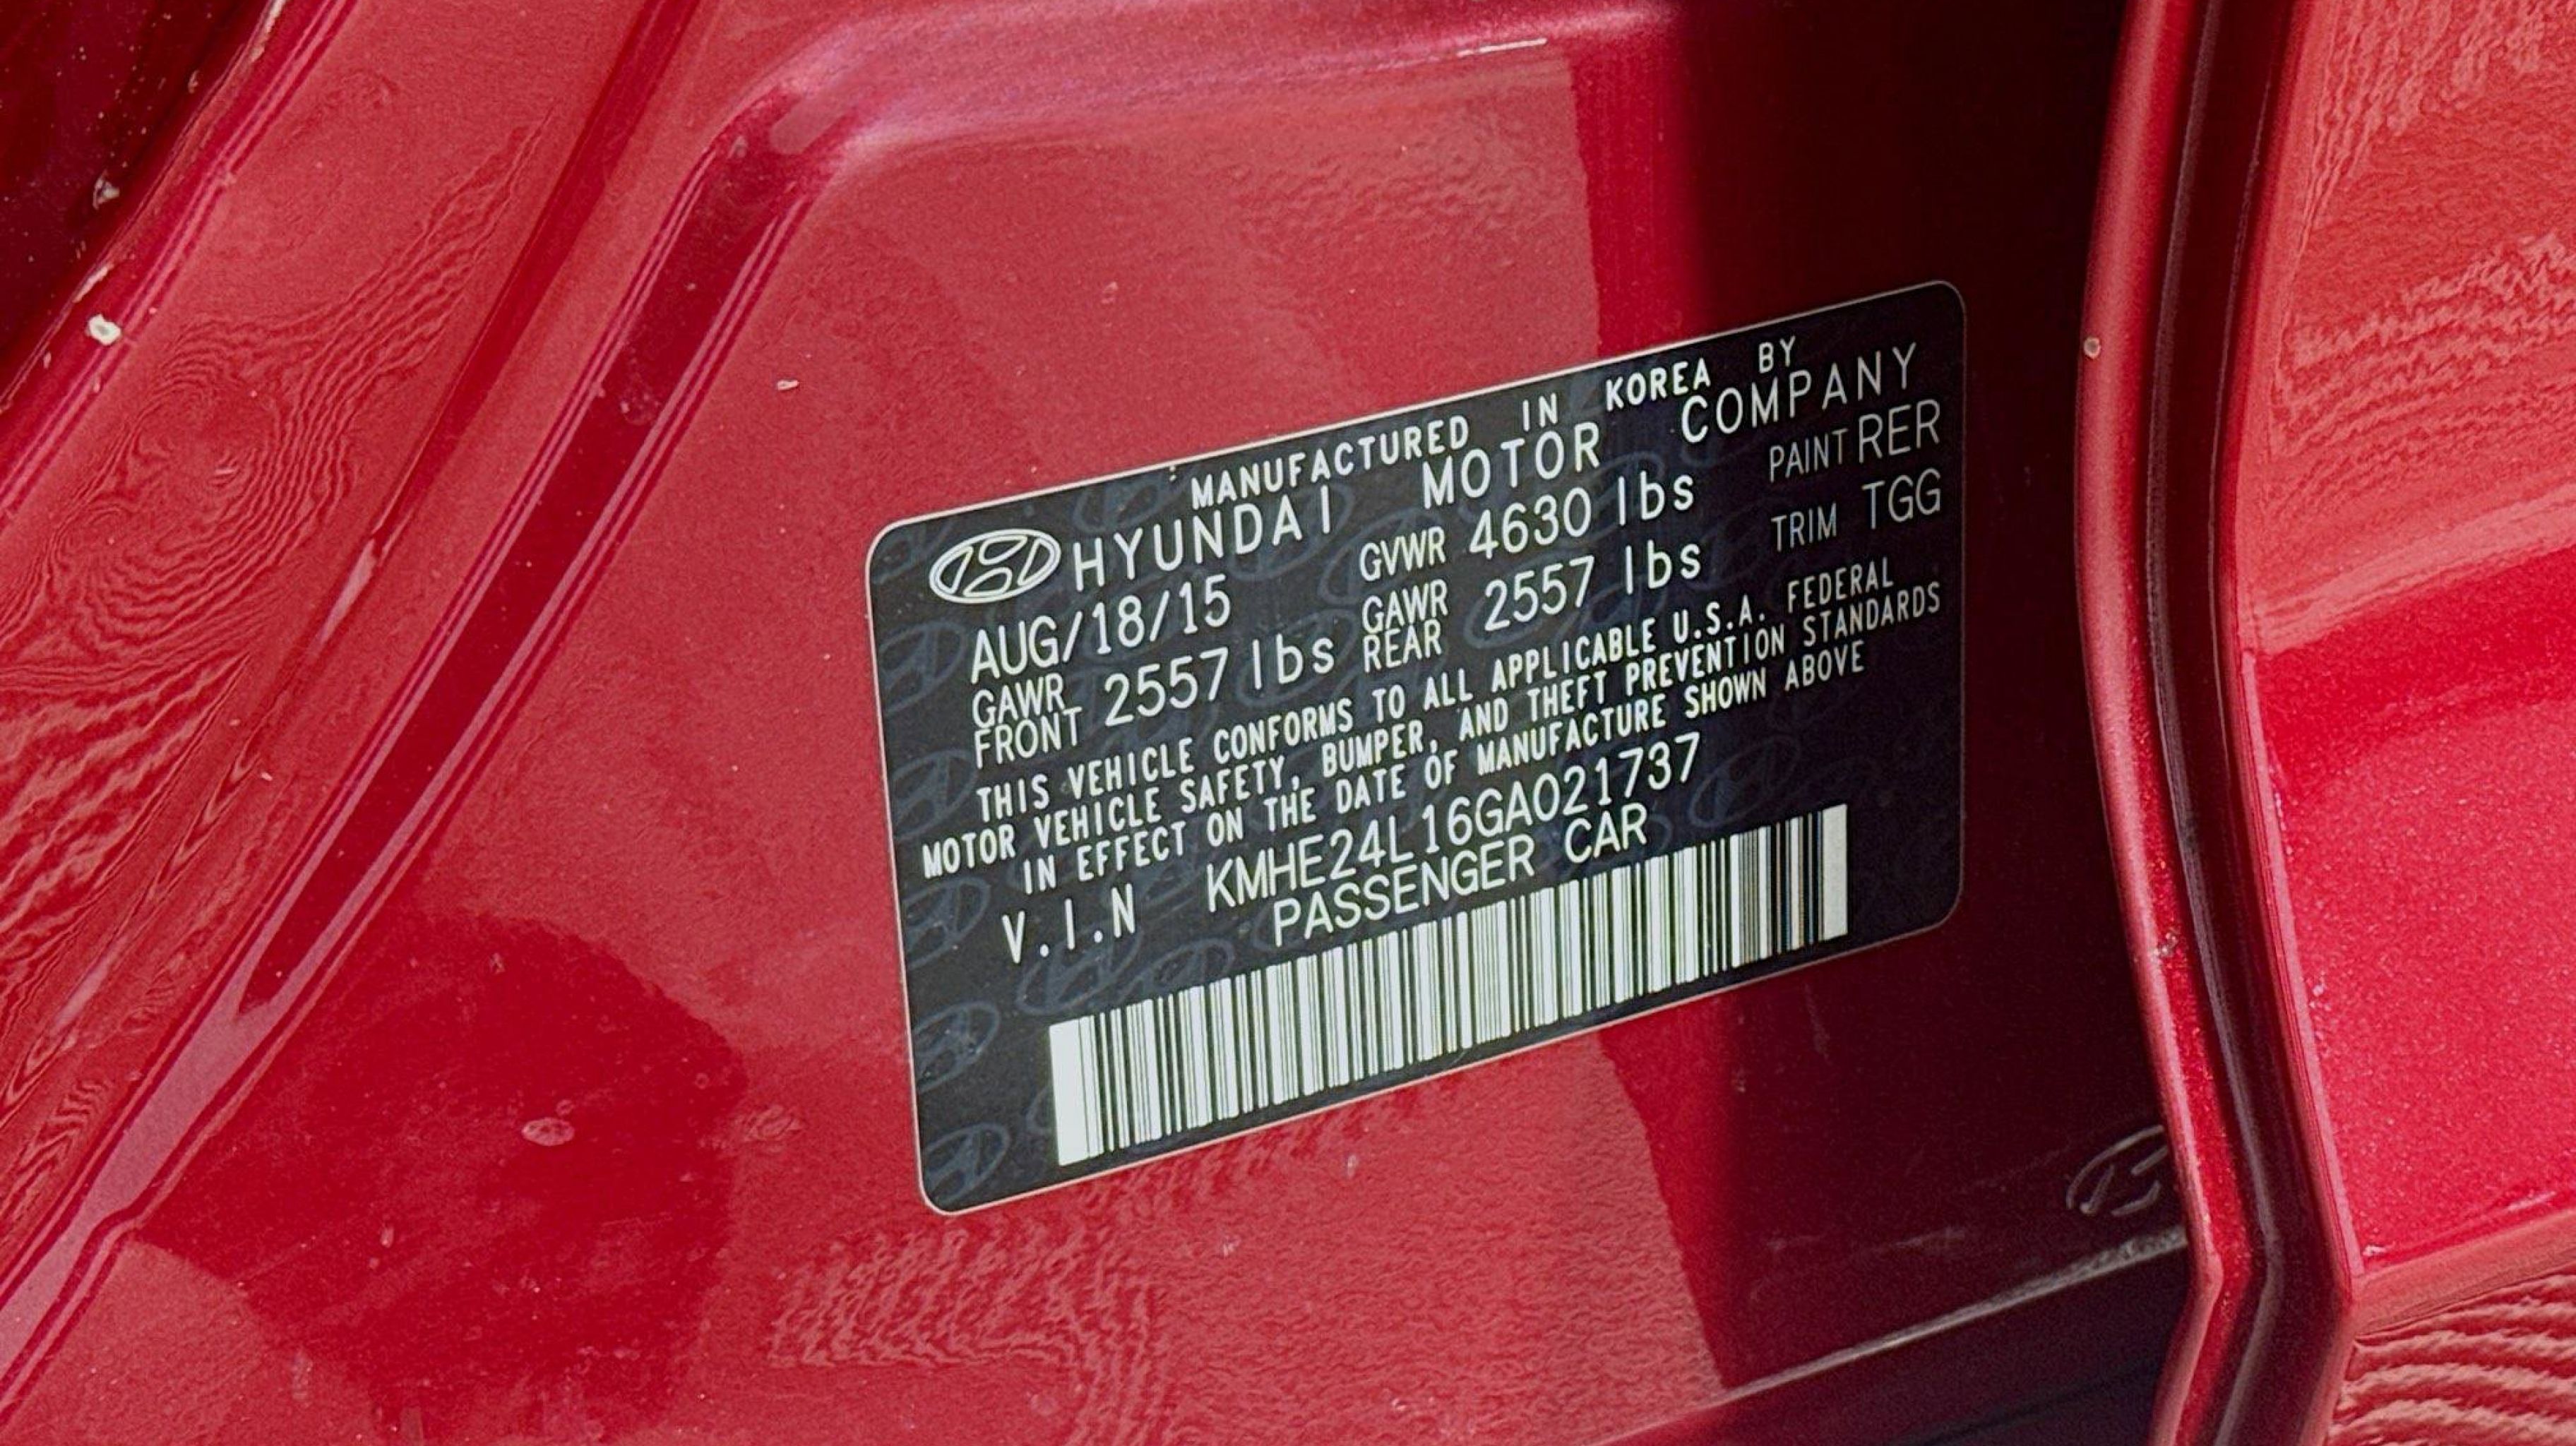 MANUFACTURED IN KOREA BY
HYUNDAI MOTOR COMPANY
AUG/18/15 GVWR 4630 lbs PAINT RER
GAWR FRONT 2557 lbs GAWR REAR 2557 lbs TRIM TGG
THIS VEHICLE CONFORMS TO ALL APPLICABLE U.S.A. FEDERAL
MOTOR VEHICLE SAFETY, BUMPER, AND THEFT PREVENTION STANDARDS
IN EFFECT ON THE DATE OF MANUFACTURE SHOWN ABOVE
V.I.N KMHE24L16GA021737
PASSENGER CAR